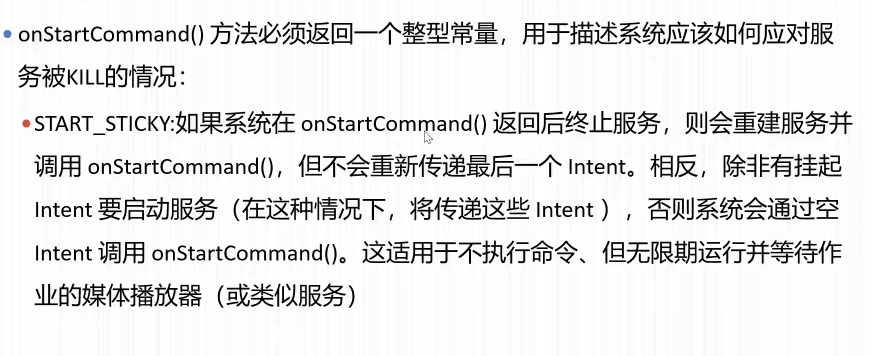 • onStartCommand() 方法必须返回一个整型常量，用于描述系统应该如何应对服
务被KILL的情况：
• START_STICKY:如果系统在 onStartCommand() 返回后终止服务，则会重建服务并
调用 onStartCommand()，但不会重新传递最后一个 Intent。相反，除非有挂起
Intent 要启动服务（在这种情况下，将传递这些 Intent ），否则系统会通过空
Intent 调用 onStartCommand()。这适用于不执行命令、但无限期运行并等待作
业的媒体播放器（或类似服务）